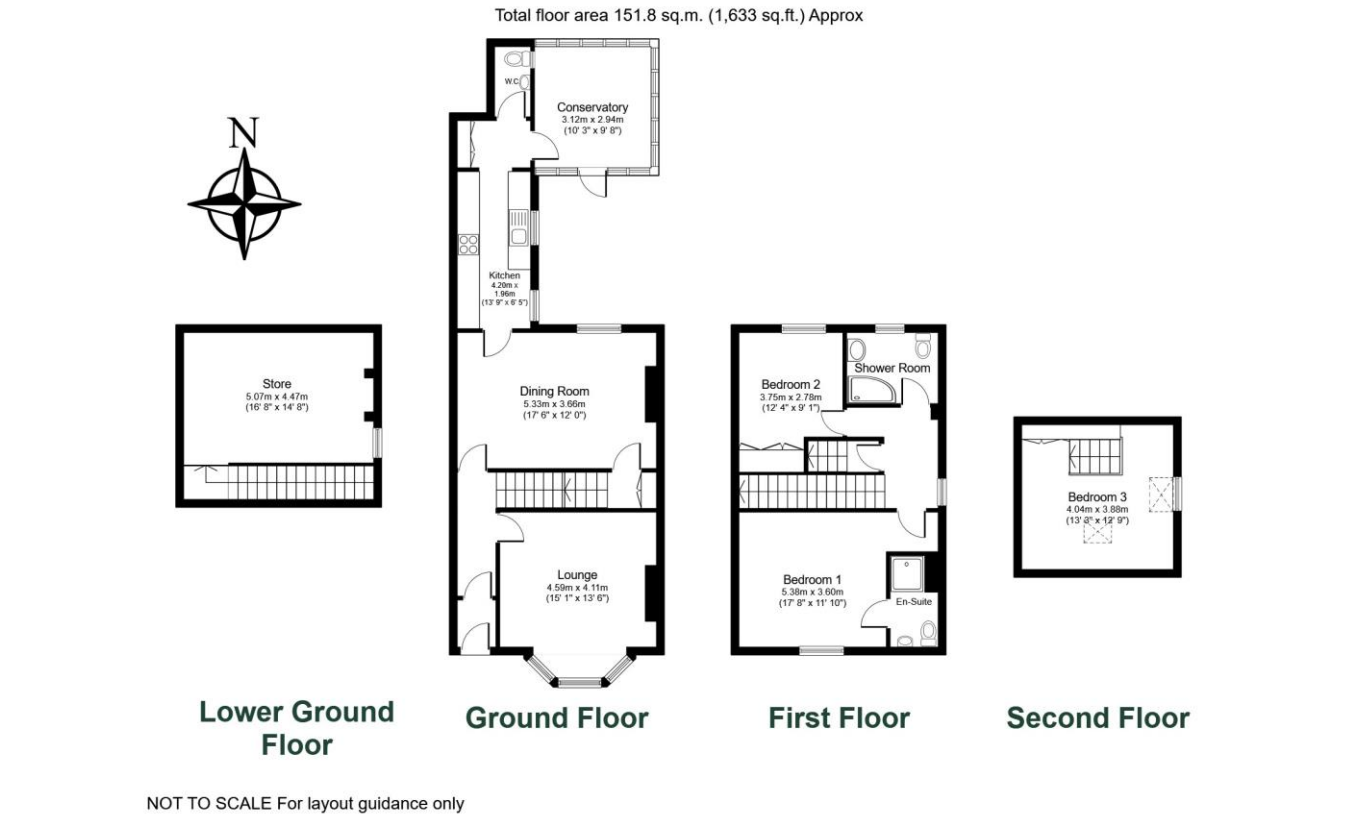 Total floor area 151.8 sq.m. (1,633 sq.ft.) Approx
N
W.C
Conservatory
3.12m x 2.94m
(10' 3" x 9' 8")
Kitchen
4.20m x
1.96m
(13' 9" x 6' 5")
Store
5.07m x 4.47m
(16' 8" x 14' 8")
Dining Room
5.33m x 3.66m
(17' 6" x 12' 0")
Lounge
4.59m x 4.11m
(15' 1" x 13' 6")
Bedroom 2
3.75m x 2.78m
(12' 4" x 9' 1")
Shower Room
Bedroom 1
5.38m x 3.60m
(17' 8" x 11' 10")
En-Suite
Bedroom 3
4.04m x 3.88m
(13' 3" x 12' 9")
Lower Ground
Floor
Ground Floor
First Floor
Second Floor
NOT TO SCALE For layout guidance only